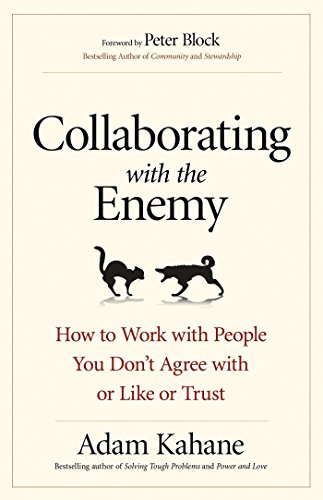 Foreword by Peter Block
Bestselling Author of Community and Stewardship
Collaborating
with the
Enemy
How to Work with People
You Don't Agree with
or Like or Trust
Adam Kahane
Bestselling author of Solving Tough Problems and Power and Love